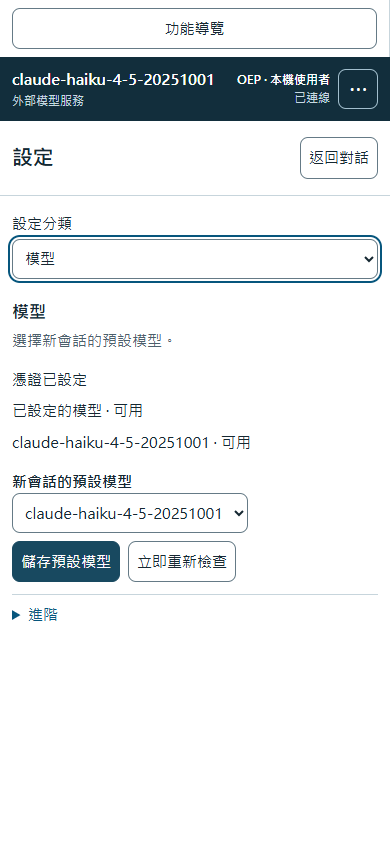 功能導覽
claude-haiku-4-5-20251001
OEP · 本機使用者
外部模型服務
已連線
···
設定
返回對話
設定分類
模型
模型
選擇新會話的預設模型。
憑證已設定
已設定的模型 · 可用
claude-haiku-4-5-20251001 · 可用
新會話的預設模型
claude-haiku-4-5-20251001
儲存預設模型
立即重新檢查
進階